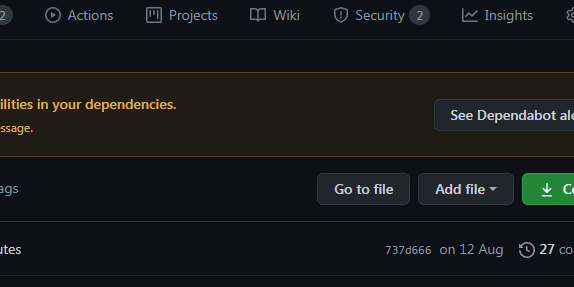 2 Actions Projects Wiki Security 2 Insights
ilities in your dependencies.
ssage.
See Dependabot ale
ags Go to file Add file Co
utes 737d666 on 12 Aug 27 co